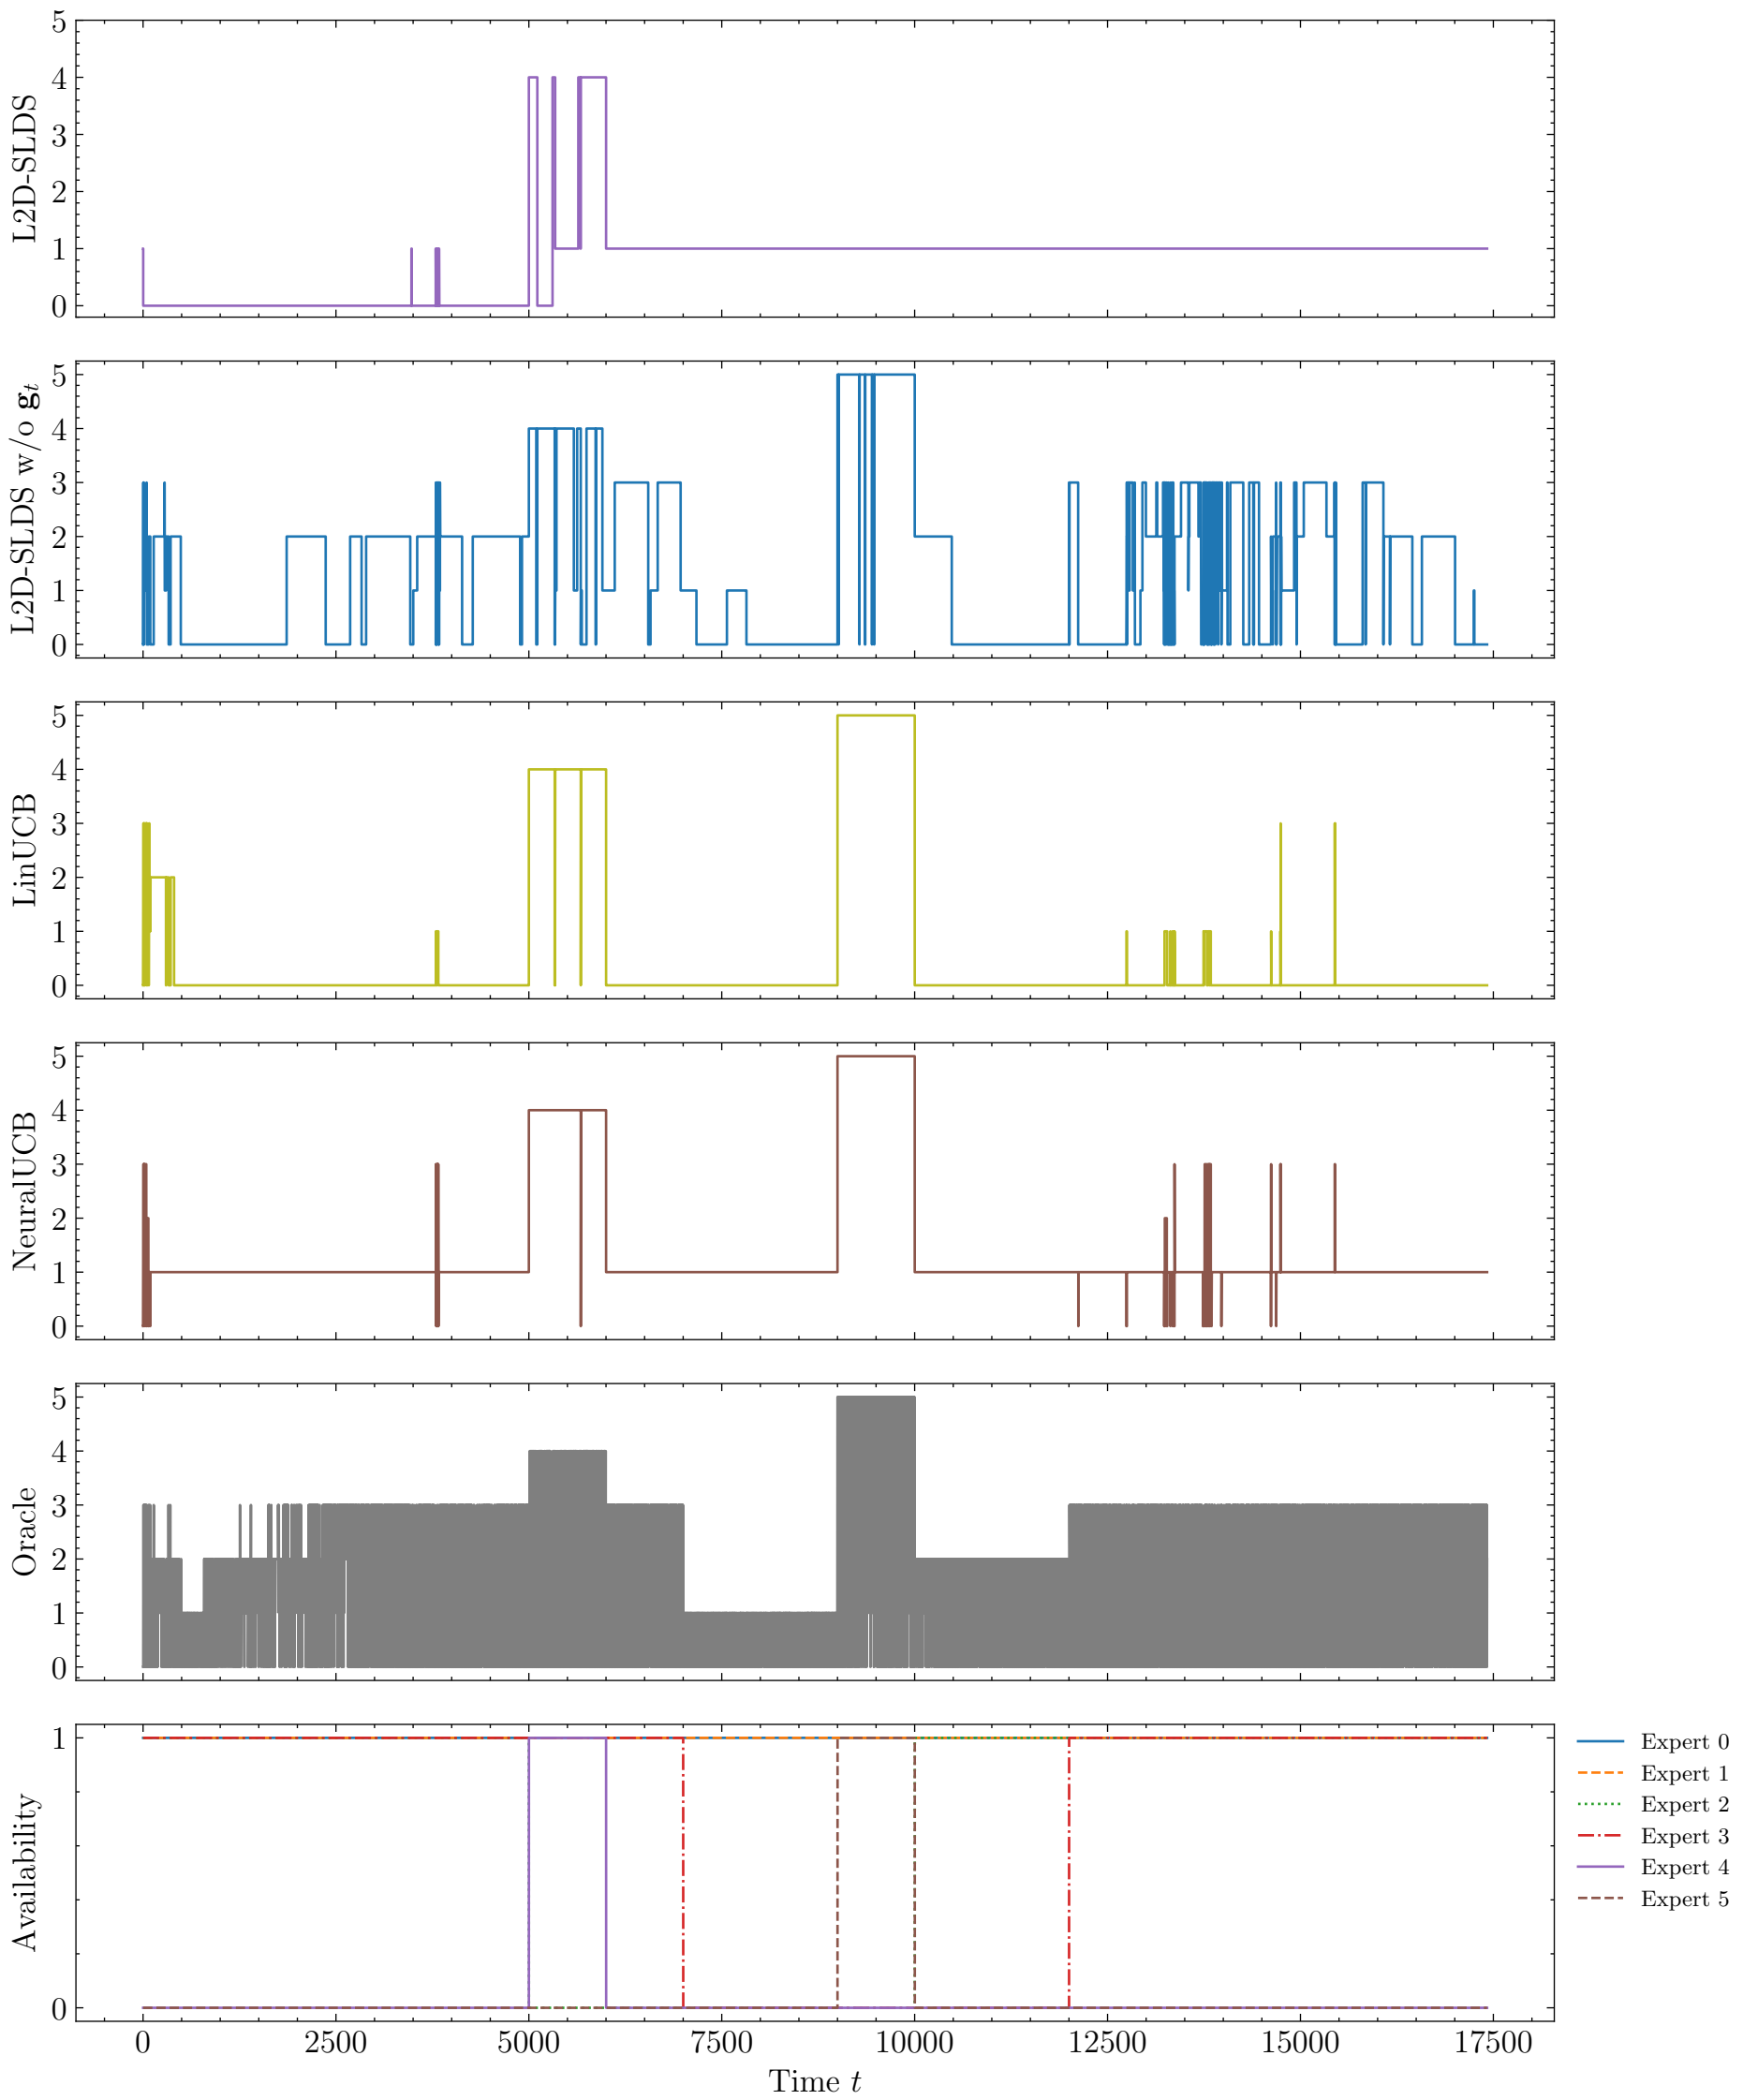 5
4
3
2
1
0
L2D-SLDS
5
4
3
2
1
0
L2D-SLDS w/o gₜ
5
4
3
2
1
0
LinUCB
5
4
3
2
1
0
NeuralUCB
5
4
3
2
1
0
Oracle
1
0
Availability
Expert 0
Expert 1
Expert 2
Expert 3
Expert 4
Expert 5
0 2500 5000 7500 10000 12500 15000 17500
Time t